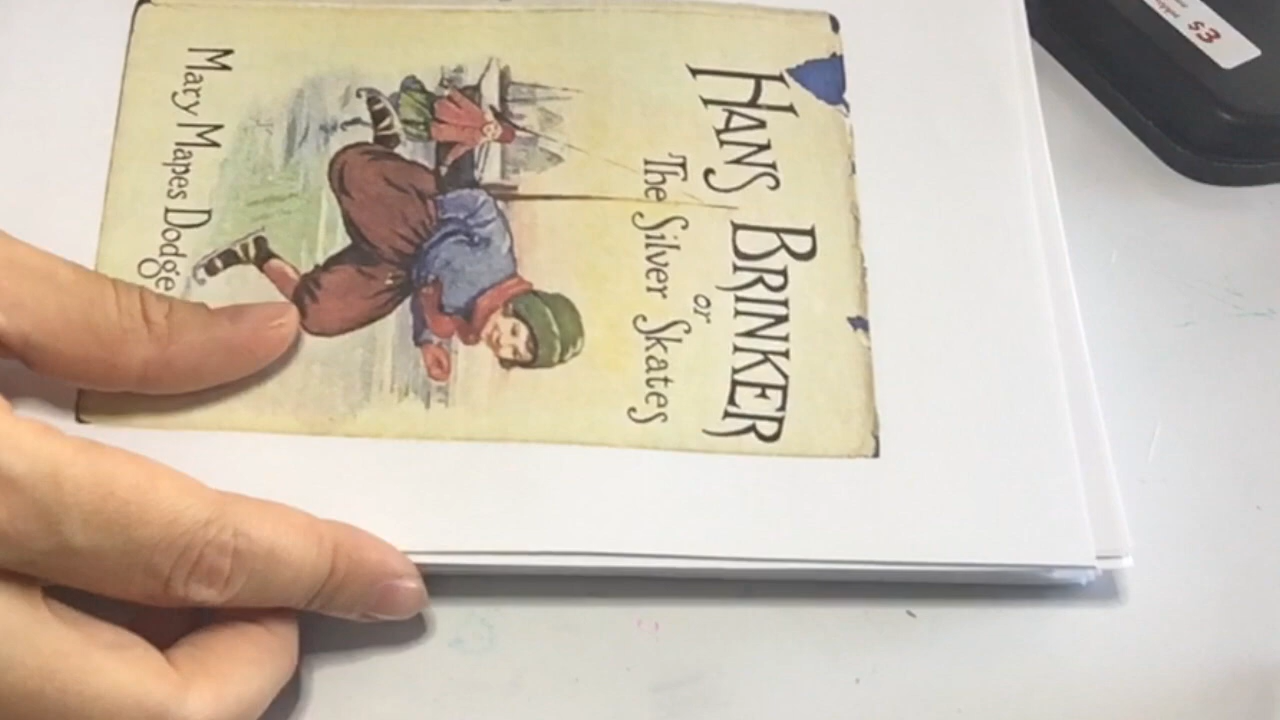 HANS BRINKER
or
The Silver Skates
Mary Mapes Dodge
$3